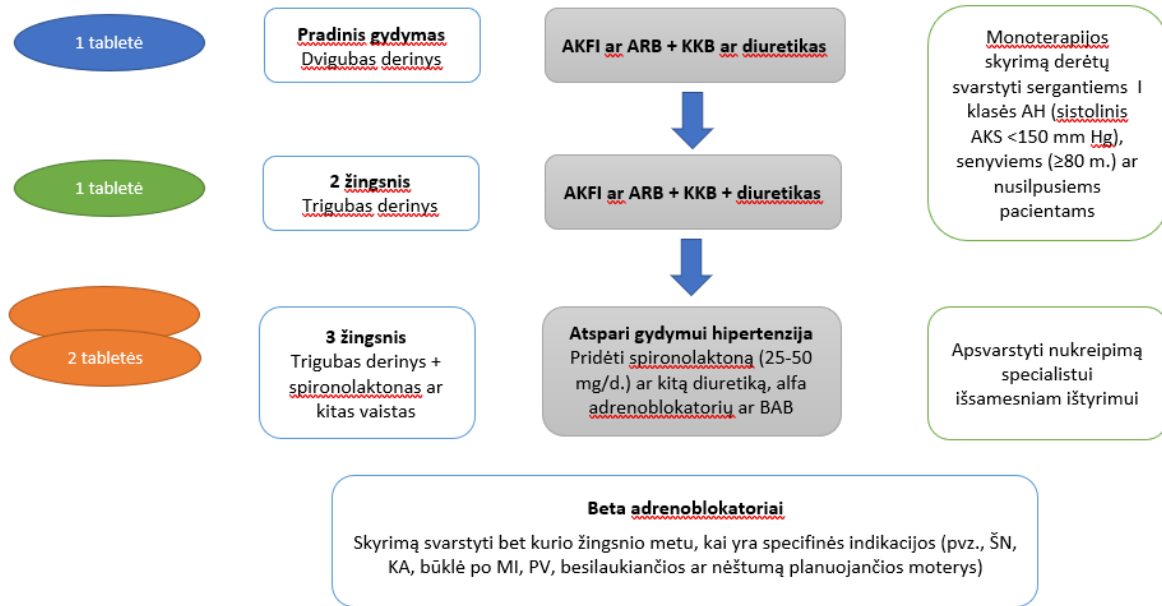 1 tabletė
Pradinis gydymas
Dvigubas derinys
AKFI ar ARB + KKB ar diuretikas
Monoterapijos
skyrimą derėtų
svarstyti sergantiems I
klasės AH (sistolinis
AKS <150 mm Hg),
senyviems (≥80 m.) ar
nusilpusiems
pacientams
1 tabletė
2 žingsnis
Trigubas derinys
AKFI ar ARB + KKB + diuretikas
2 tabletės
3 žingsnis
Trigubas derinys +
spironolaktonas ar
kitas vaistas
Atspari gydymui hipertenzija
Pridėti spironolaktoną (25-50
mg/d.) ar kitą diuretiką, alfa
adrenoblokatorių ar BAB
Apsvarstyti nukreipimą
specialistui
išsamesniam ištyrimui
Beta adrenoblokatoriai
Skyrimą svarstyti bet kurio žingsnio metu, kai yra specifinės indikacijos (pvz., ŠN,
KA, būklė po MI, PV, besilaukiančios ar nėštumą planuojančios moterys)